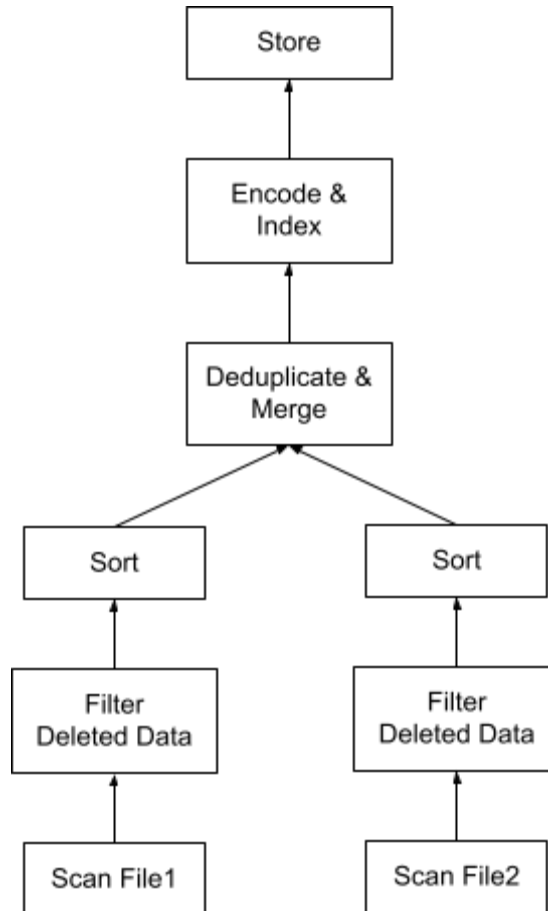 Store
Encode &
Index
Deduplicate &
Merge
Sort
Sort
Filter
Deleted Data
Filter
Deleted Data
Scan File1
Scan File2